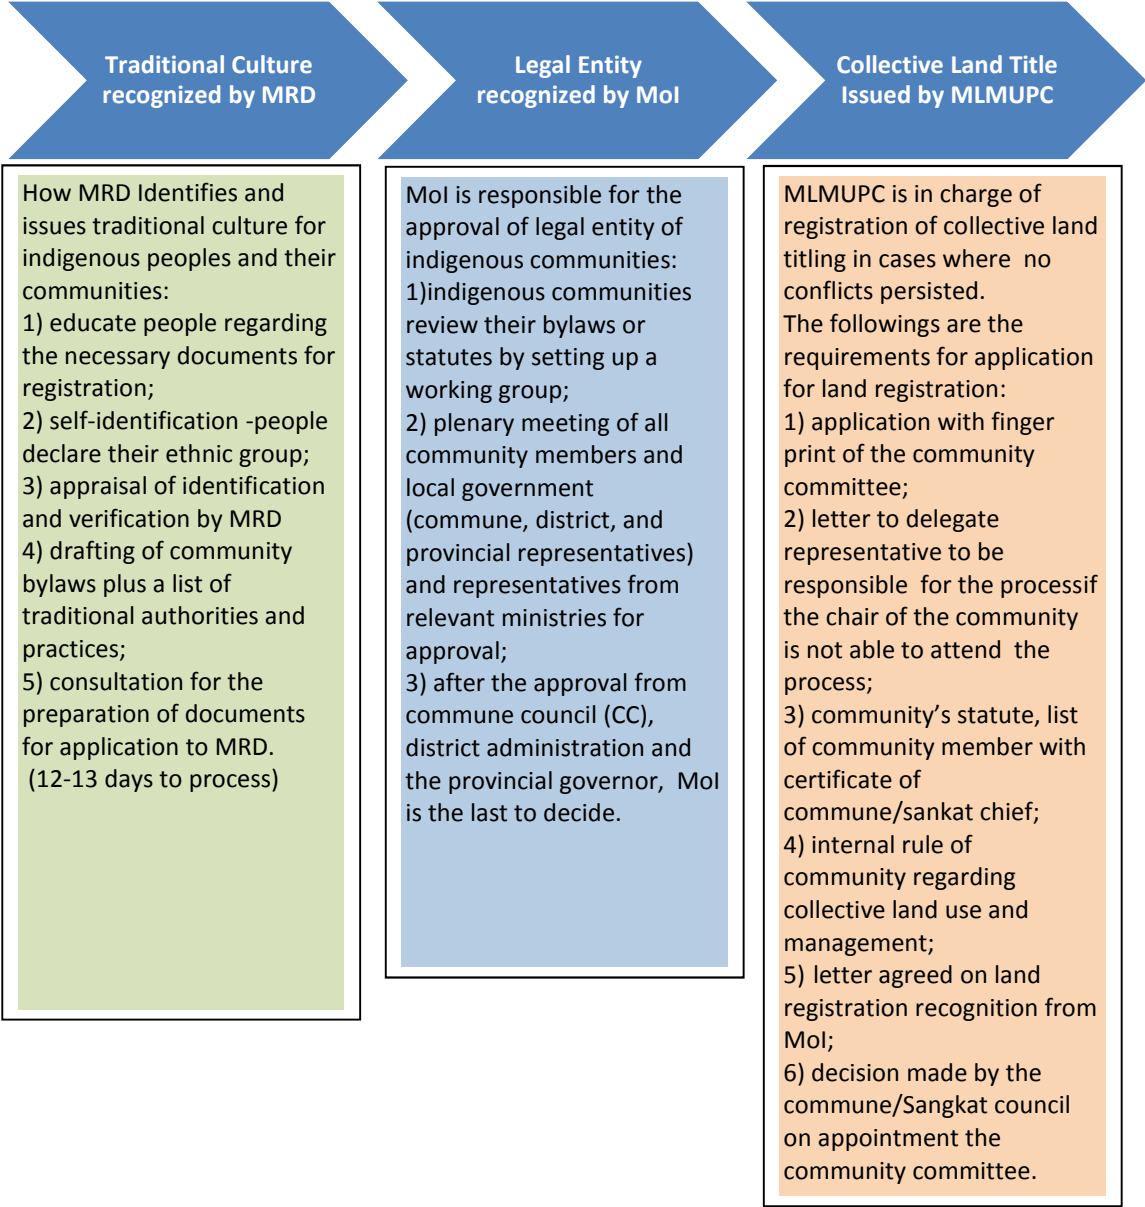 Traditional Culture
recognized by MRD
Legal Entity
recognized by MoI
Collective Land Title
Issued by MLMUPC
How MRD Identifies and
issues traditional culture for
indigenous peoples and their
communities:
1) educate people regarding
the necessary documents for
registration;
2) self-identification -people
declare their ethnic group;
3) appraisal of identification
and verification by MRD
4) drafting of community
bylaws plus a list of
traditional authorities and
practices;
5) consultation for the
preparation of documents
for application to MRD.
(12-13 days to process)
MoI is responsible for the
approval of legal entity of
indigenous communities:
1)indigenous communities
review their bylaws or
statutes by setting up a
working group;
2) plenary meeting of all
community members and
local government
(commune, district, and
provincial representatives)
and representatives from
relevant ministries for
approval;
3) after the approval from
commune council (CC),
district administration and
the provincial governor, MoI
is the last to decide.
MLMUPC is in charge of
registration of collective land
titling in cases where no
conflicts persisted.
The followings are the
requirements for application
for land registration:
1) application with finger
print of the community
committee;
2) letter to delegate
representative to be
responsible for the processif
the chair of the community
is not able to attend the
process;
3) community’s statute, list
of community member with
certificate of
commune/sankat chief;
4) internal rule of
community regarding
collective land use and
management;
5) letter agreed on land
registration recognition from
MoI;
6) decision made by the
commune/Sangkat council
on appointment the
community committee.